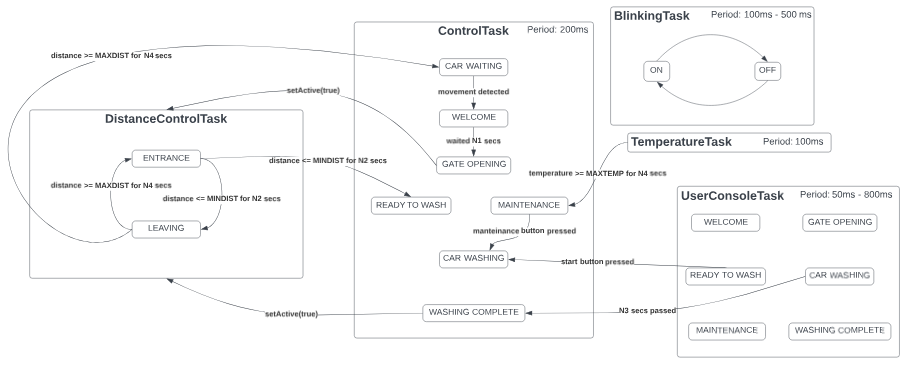 BlinkingTask
Period: 100ms - 500 ms
ControlTask
Period: 200ms
distance >= MAXDIST for N4 secs
CAR WAITING
ON
OFF
movement detected
setActive(true)
DistanceControlTask
WELCOME
waited N1 secs
TemperatureTask
Period: 100ms
ENTRANCE
distance <= MINDIST for N2 secs
GATE OPENING
temperature >= MAXTEMP for N4 secs
distance >= MAXDIST for N4 secs
distance <= MINDIST for N2 secs
READY TO WASH
MAINTENANCE
UserConsoleTask
Period: 50ms - 800ms
LEAVING
manteinance button pressed
WELCOME
GATE OPENING
CAR WASHING
start button pressed
READY TO WASH
CAR WASHING
setActive(true)
WASHING COMPLETE
N3 secs passed
MAINTENANCE
WASHING COMPLETE